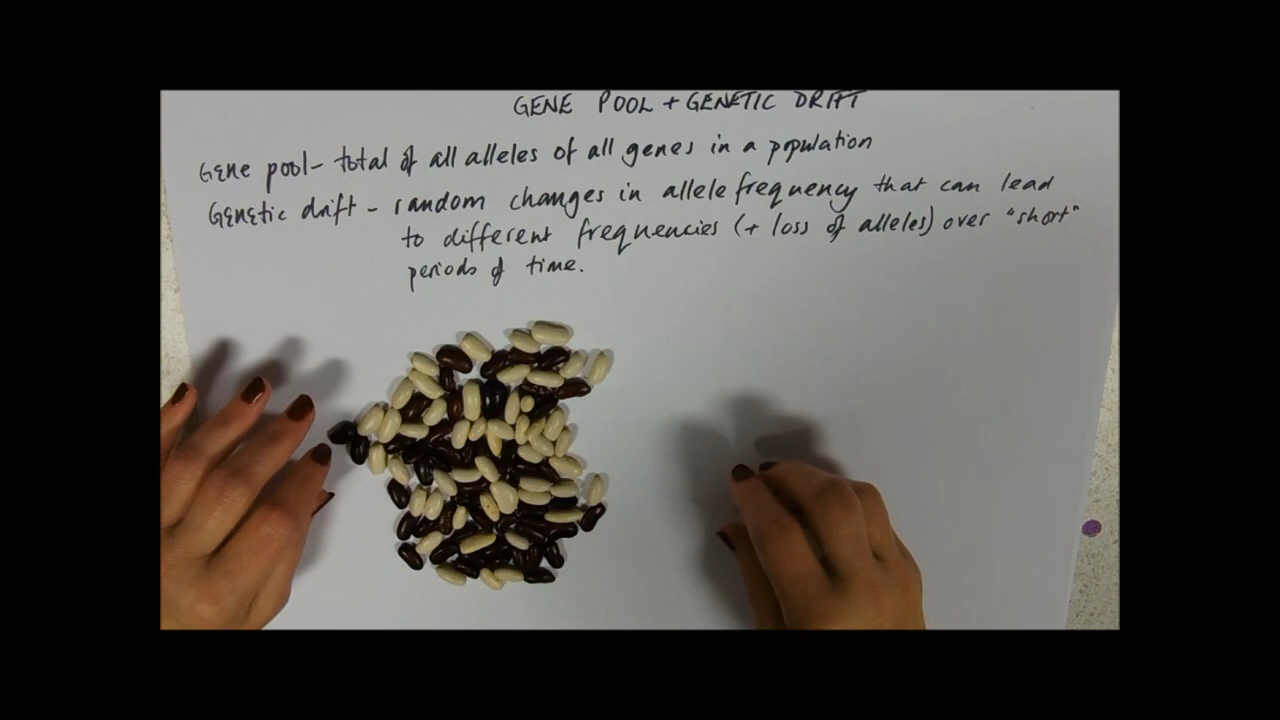 GENE POOL + GENETIC DRIFT
Gene pool - total of all alleles of all genes in a population
Genetic drift - random changes in allele frequency that can lead
to different frequencies (+ loss of alleles) over "short"
periods of time.